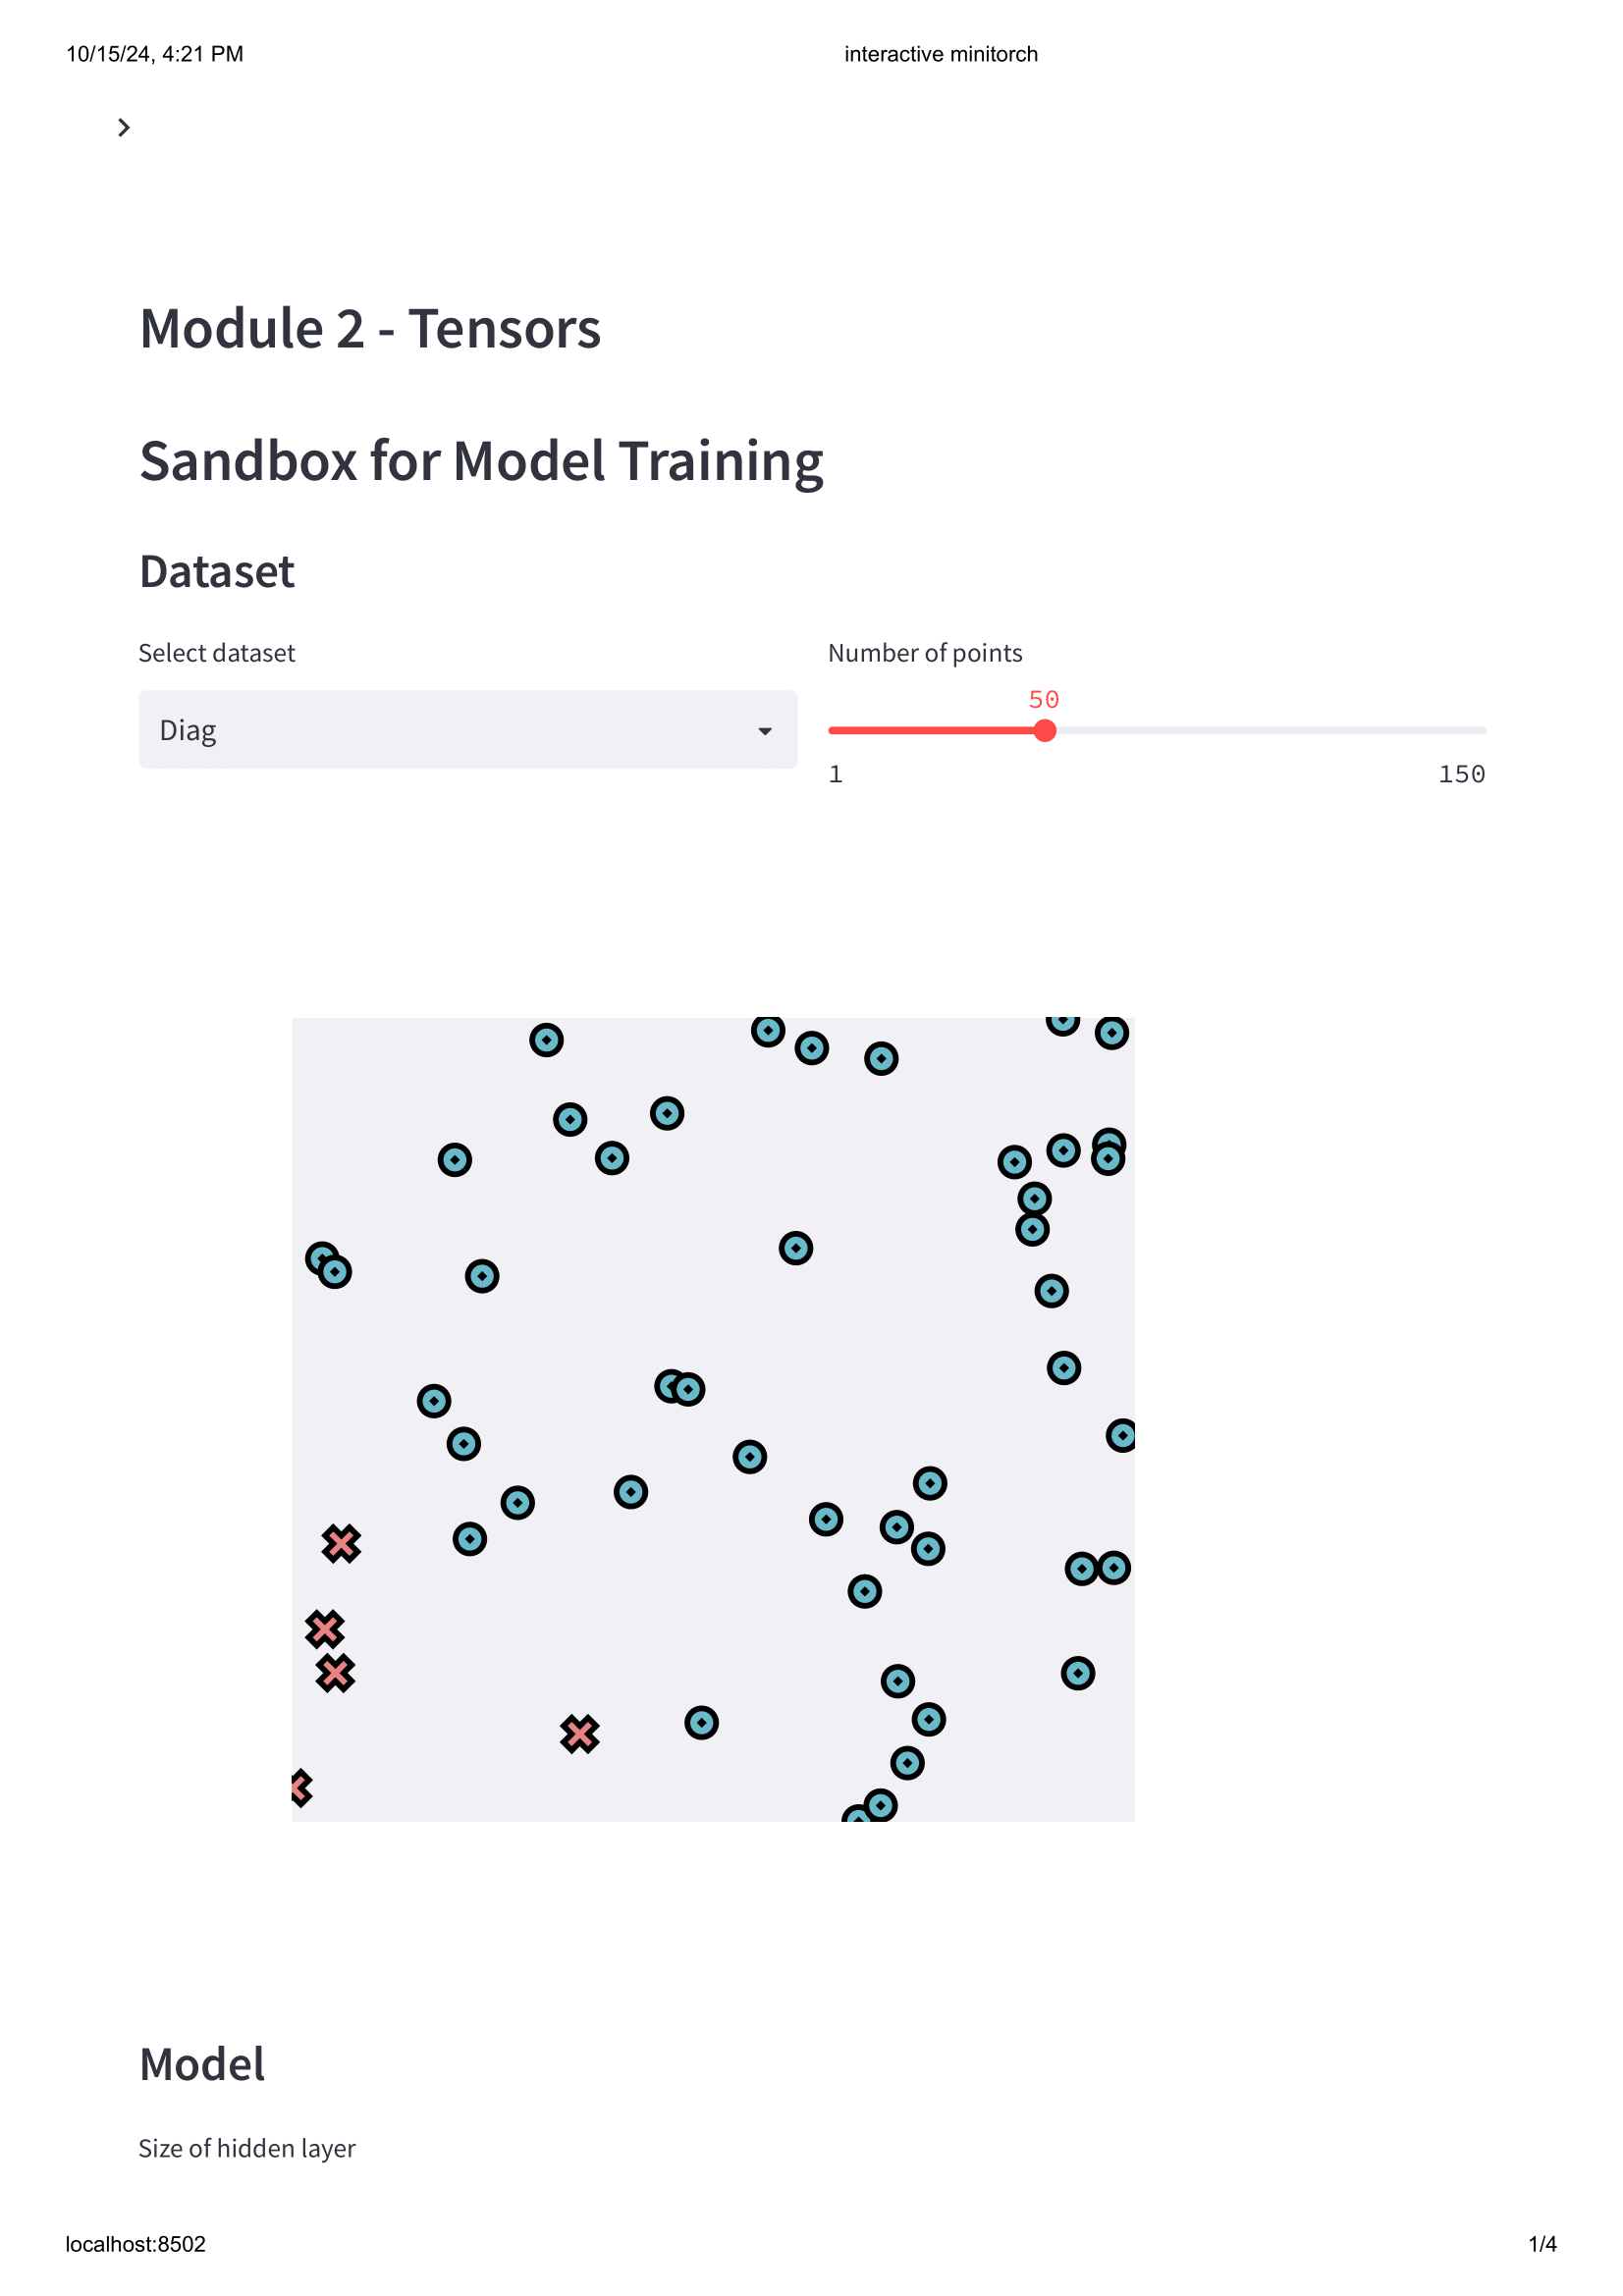 10/15/24, 4:21 PM
interactive minitorch
Module 2 - Tensors
Sandbox for Model Training
Dataset
Select dataset
Number of points
50
Diag
1
150
Model
Size of hidden layer
localhost:8502
1/4